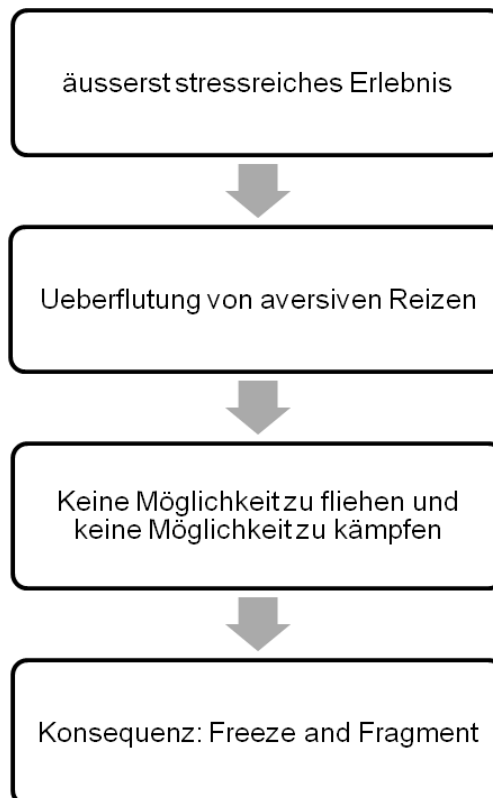 äusserst stressreiches Erlebnis
Ueberflutung von aversiven Reizen
Keine Möglichkeit zu fliehen und
keine Möglichkeit zu kämpfen
Konsequenz: Freeze and Fragment